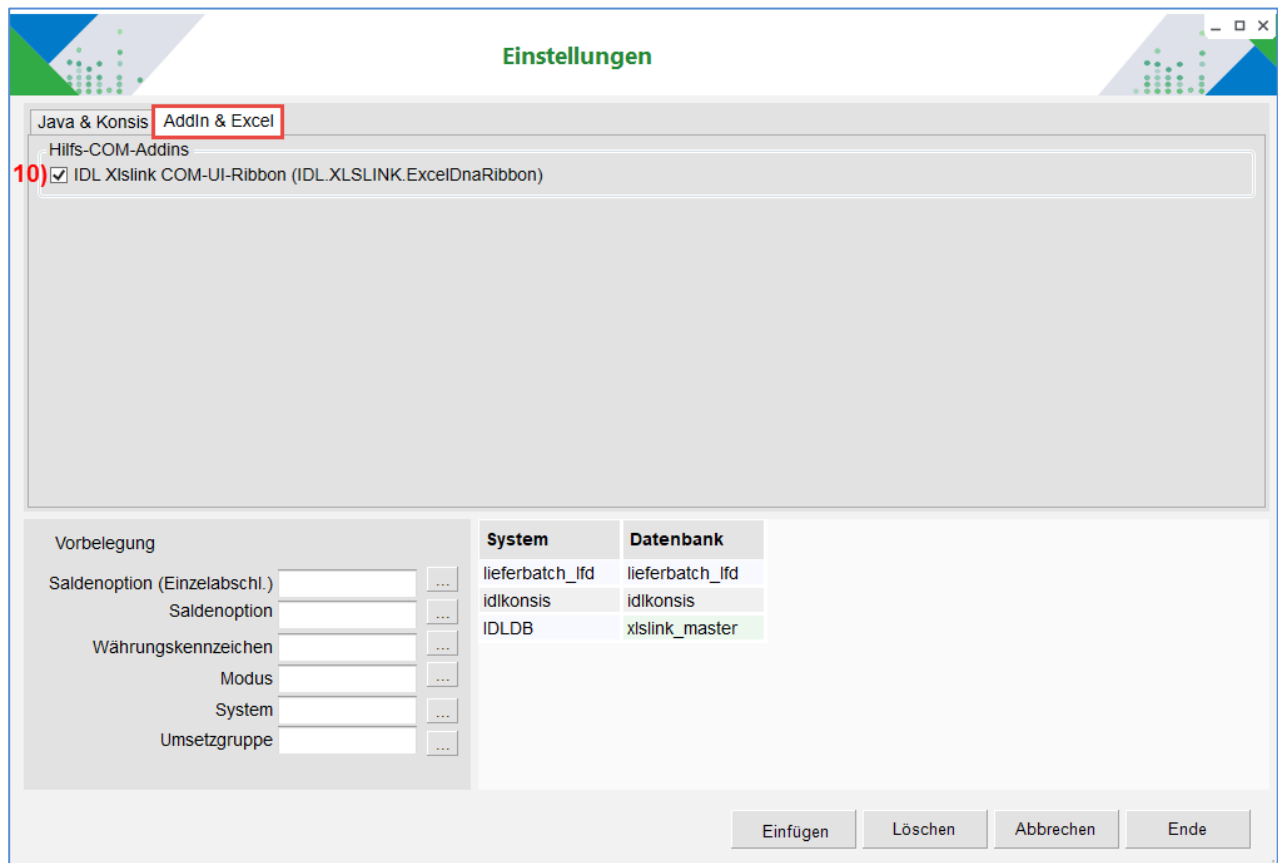 Einstellungen
Java & Konsis AddIn & Excel
Hilfs-COM-Addins
10) IDL Xlslink COM-UI-Ribbon (IDL.XLSLINK.ExcelDnaRibbon)
Vorbelegung
Saldenoption (Einzelabschl.) ...
Saldenoption ...
Währungskennzeichen ...
Modus ...
System ...
Umsetzgruppe ...
System Datenbank
lieferbatch_lfd lieferbatch_lfd
idlkonsis idlkonsis
IDLDB xlslink_master
Einfügen Löschen Abbrechen Ende